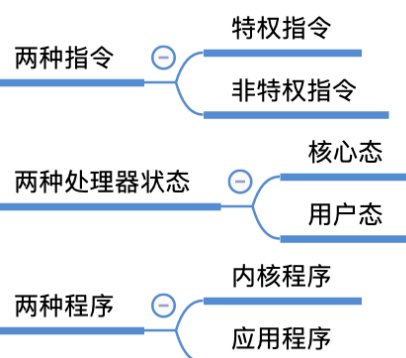 两种指令
特权指令
非特权指令
两种处理器状态
核心态
用户态
两种程序
内核程序
应用程序